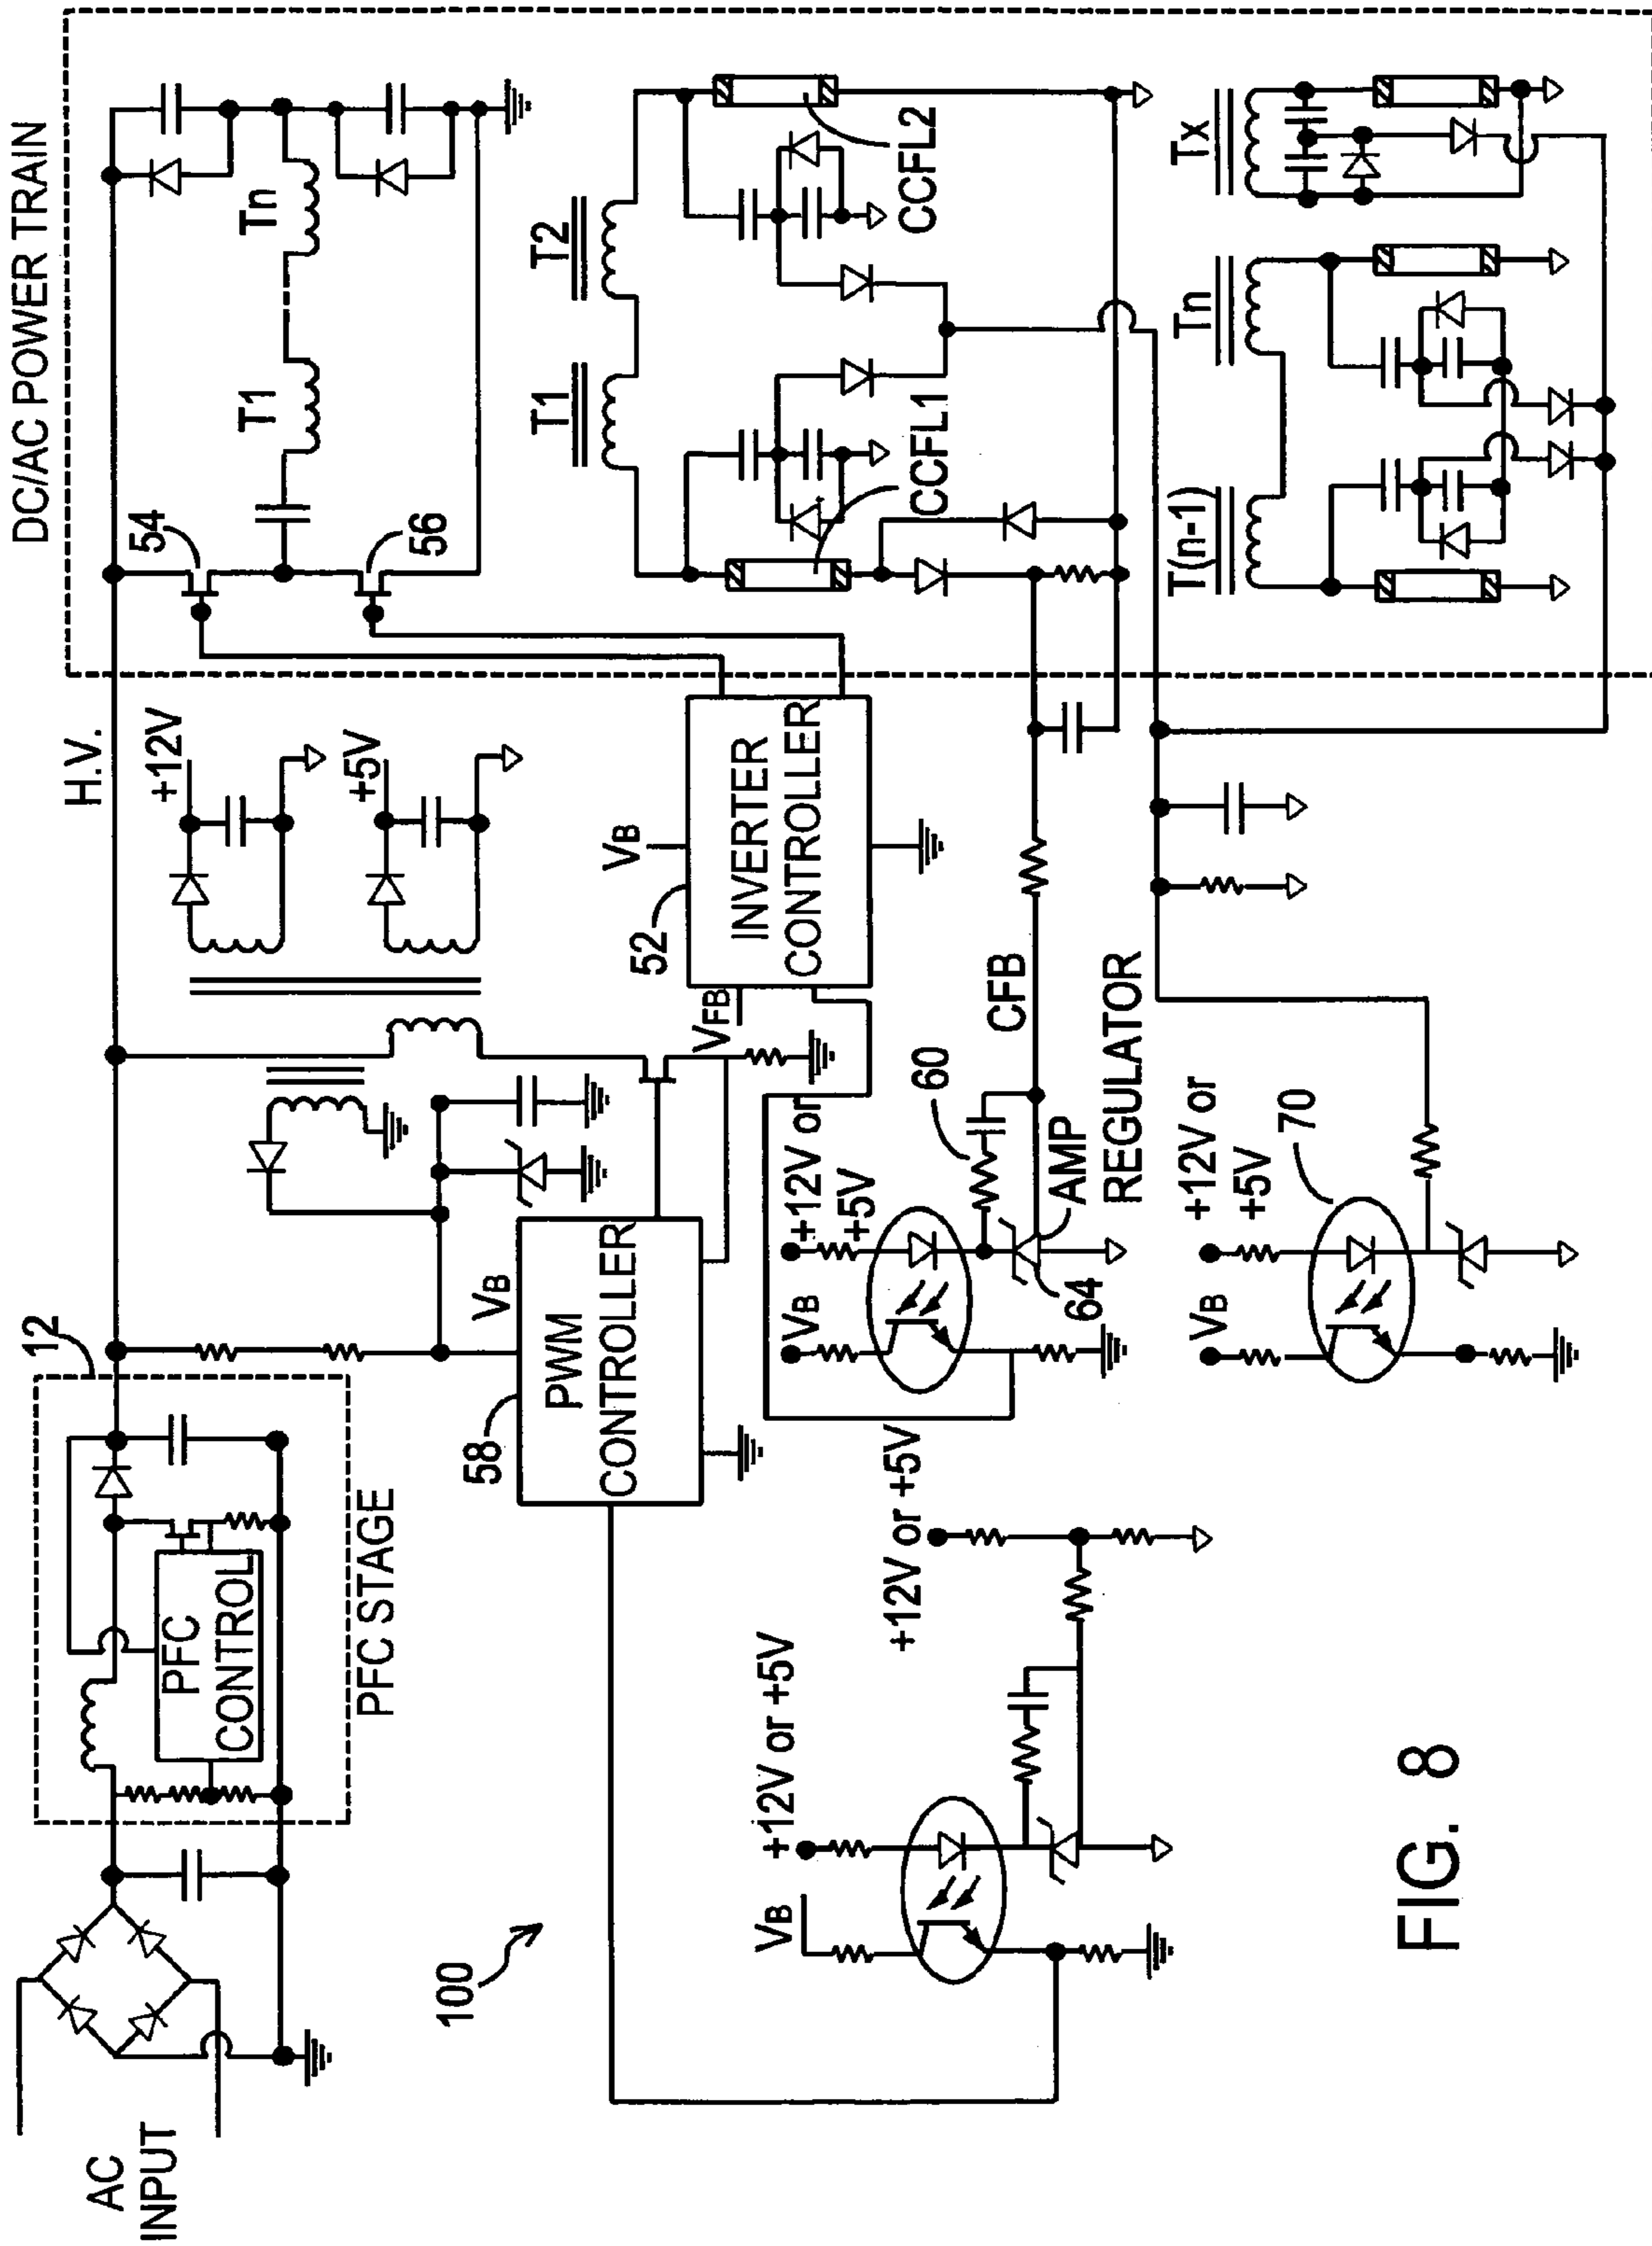 DC/AC POWER TRAIN
H.V.
12
54
T1
Tn
56
+12V
+5V
PFC
CONTROL
PFC STAGE
AC
INPUT
100
58
PWM
CONTROLLER
VB
VFB
52
VB
INVERTER
CONTROLLER
T1
T2
CCFL1
CCFL2
60
CFB
+12V or
+5V
VB
64
AMP
REGULATOR
+12V or +5V
+12V or +5V
VB
+12V or
+5V
VB
70
T(n-1)
Tn
Tx
FIG. 8